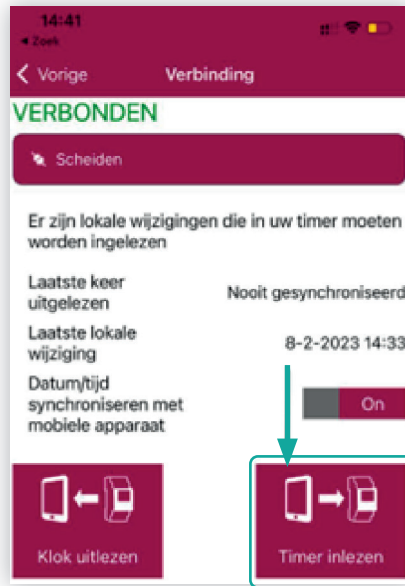 14:41
◀ Zoek
Vorige Verbinding
VERBONDEN
Scheiden
Er zijn lokale wijzigingen die in uw timer moeten
worden ingelezen
Laatste keer
uitgelezen
Nooit gesynchroniseerd
Laatste lokale
wijziging
8-2-2023 14:33
Datum/tijd
synchroniseren met
mobiele apparaat
On
Klok uitlezen Timer inlezen